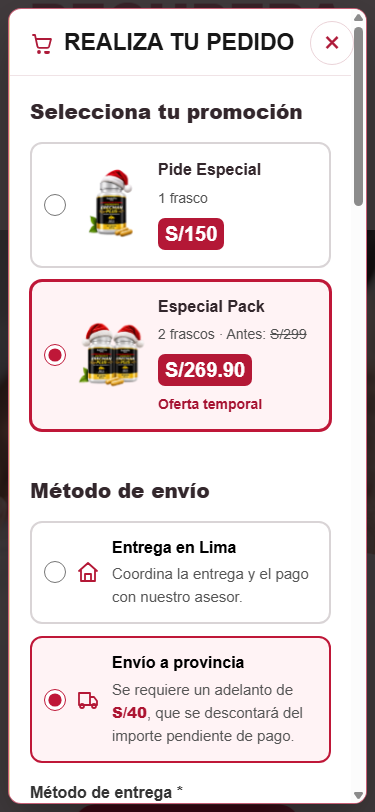 REALIZA TU PEDIDO
Selecciona tu promoción
Pide Especial
1 frasco
S/150
Especial Pack
2 frascos · Antes: S/299
S/269.90
Oferta temporal
Método de envío
Entrega en Lima
Coordina la entrega y el pago
con nuestro asesor.
Envío a provincia
Se requiere un adelanto de
S/40, que se descontará del
importe pendiente de pago.
Método de entrega *